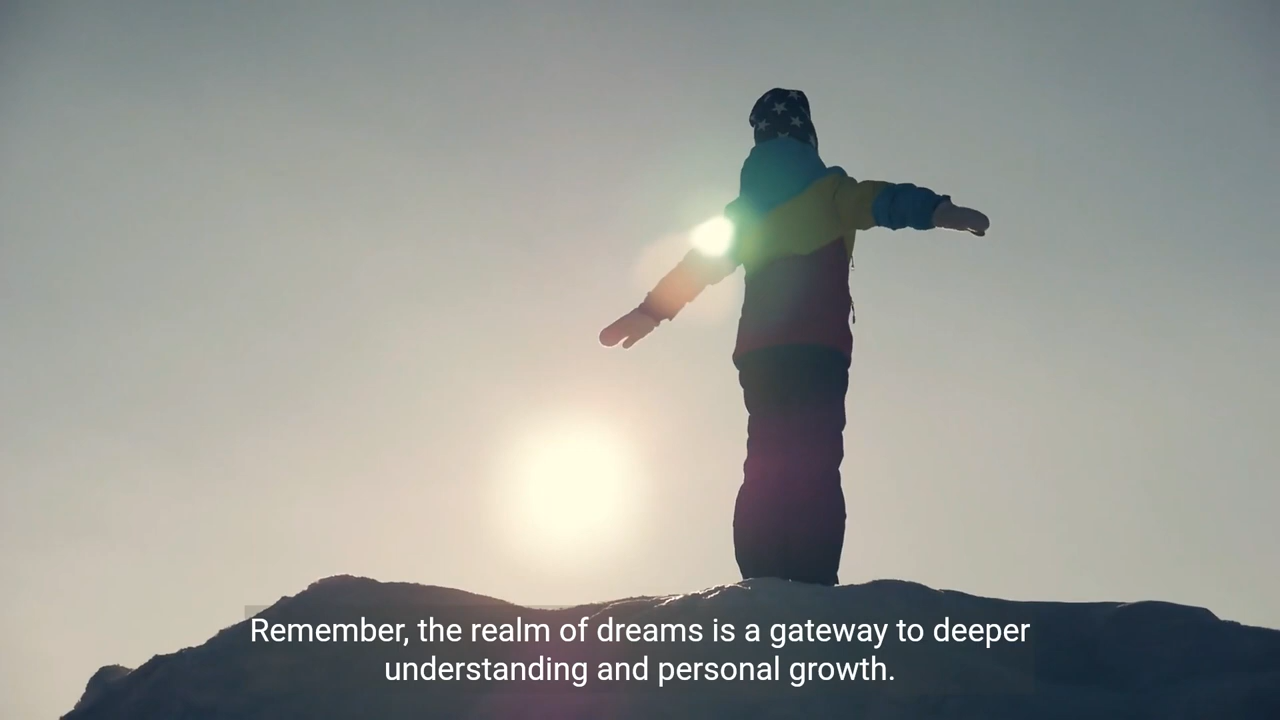 Remember, the realm of dreams is a gateway to deeper
understanding and personal growth.